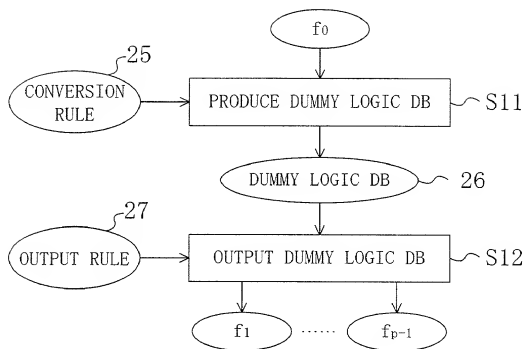 f0
25
CONVERSION
RULE
PRODUCE DUMMY LOGIC DB
S11
DUMMY LOGIC DB
26
27
OUTPUT RULE
OUTPUT DUMMY LOGIC DB
S12
f1 ...... fp-1